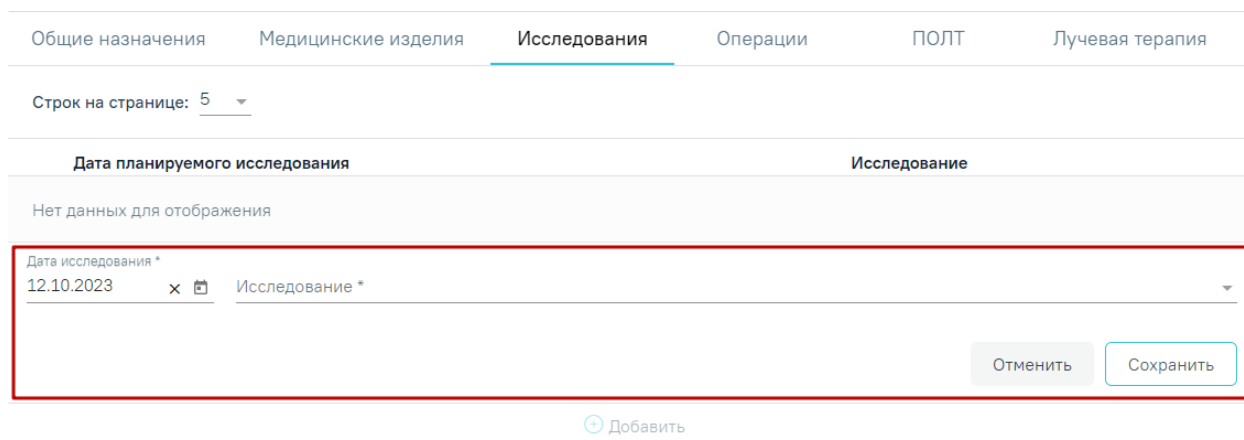 Общие назначения Медицинские изделия Исследования Операции ПОЛТ Лучевая терапия
Строк на странице: 5
Дата планируемого исследования Исследование
Нет данных для отображения
Дата исследования *
12.10.2023 Исследование *
Отменить Сохранить
Добавить